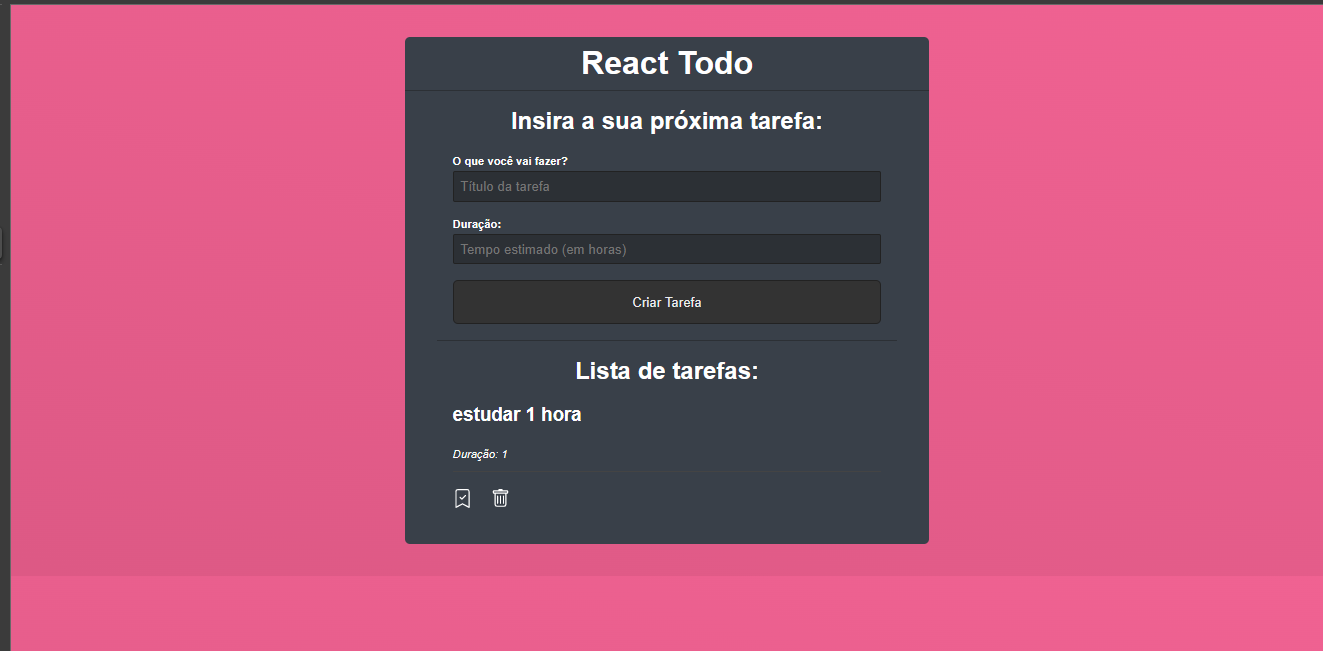 React Todo
Insira a sua próxima tarefa:
O que você vai fazer?
Título da tarefa
Duração:
Tempo estimado (em horas)
Criar Tarefa
Lista de tarefas:
estudar 1 hora
Duração: 1